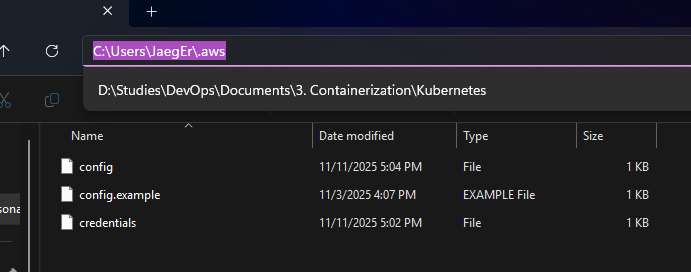 C:\Users\JaegEr\.aws
D:\Studies\DevOps\Documents\3. Containerization\Kubernetes
Name Date modified Type Size
config 11/11/2025 5:04 PM File 1 KB
config.example 11/3/2025 4:07 PM EXAMPLE File 1 KB
credentials 11/11/2025 5:02 PM File 1 KB
sona